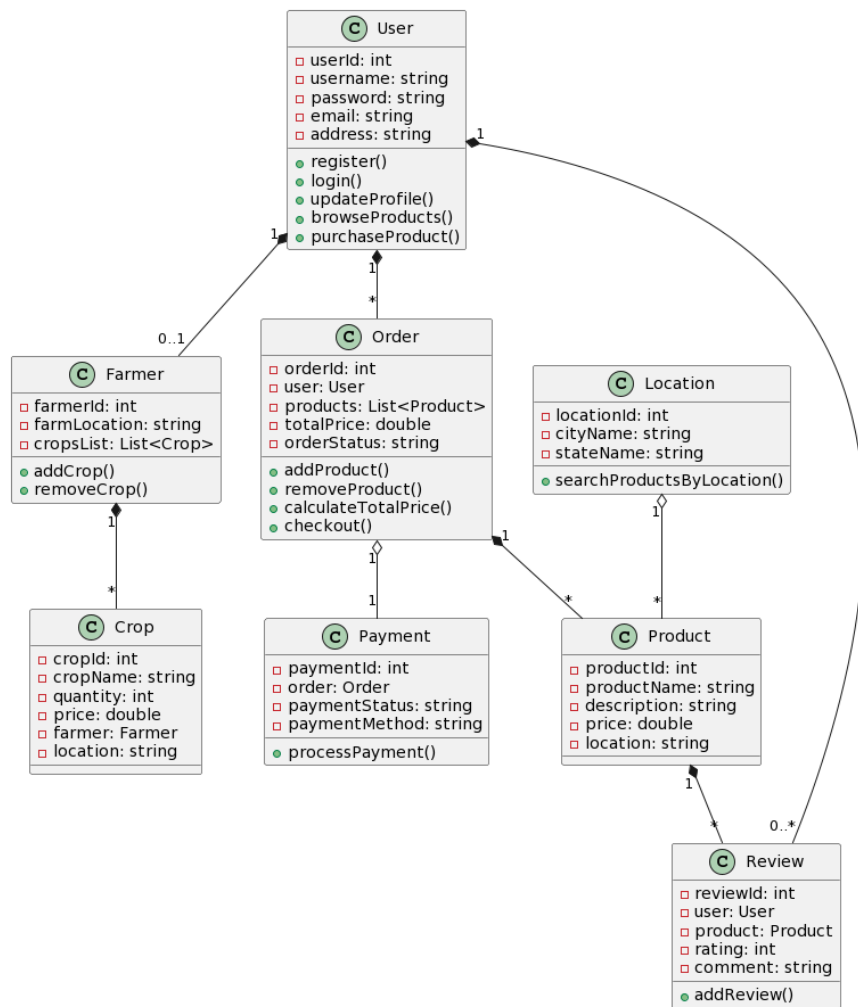 C User
userId: int
username: string
password: string
email: string
address: string
register()
login()
updateProfile()
browseProducts()
purchaseProduct()
1
1
1
0..1
*
C Farmer
farmerId: int
farmLocation: string
cropsList: List<Crop>
addCrop()
removeCrop()
1
*
C Order
orderId: int
user: User
products: List<Product>
totalPrice: double
orderStatus: string
addProduct()
removeProduct()
calculateTotalPrice()
checkout()
1
1
1
*
C Location
locationId: int
cityName: string
stateName: string
searchProductsByLocation()
1
*
C Crop
cropId: int
cropName: string
quantity: int
price: double
farmer: Farmer
location: string
C Payment
paymentId: int
order: Order
paymentStatus: string
paymentMethod: string
processPayment()
C Product
productId: int
productName: string
description: string
price: double
location: string
1
*
0..*
C Review
reviewId: int
user: User
product: Product
rating: int
comment: string
addReview()